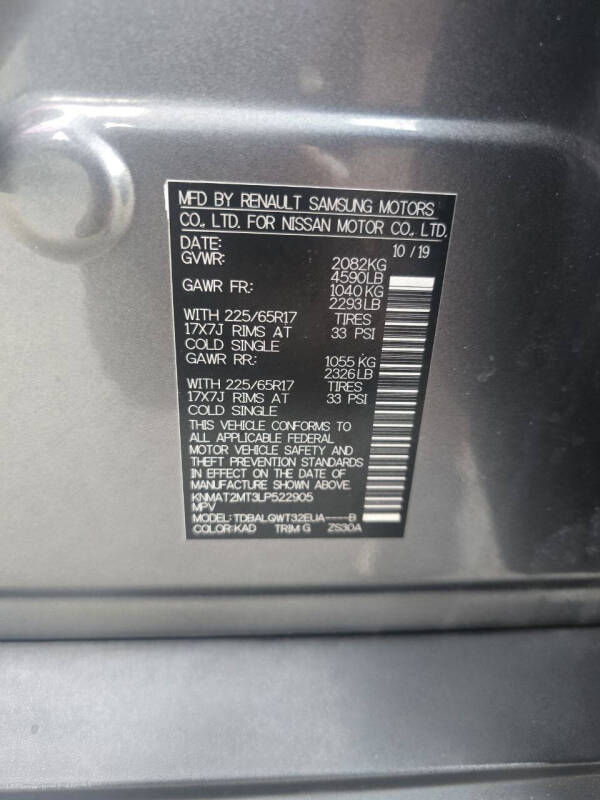 MFD BY RENAULT SAMSUNG MOTORS
CO., LTD. FOR NISSAN MOTOR CO., LTD.
DATE: 10/19
GVWR: 2082KG
4590LB
GAWR FR: 1040 KG
2293LB
WITH 225/65R17 TIRES
17X7J RIMS AT 33 PSI
COLD SINGLE
GAWR RR: 1055 KG
2326LB
WITH 225/65R17 TIRES
17X7J RIMS AT 33 PSI
COLD SINGLE
THIS VEHICLE CONFORMS TO
ALL APPLICABLE FEDERAL
MOTOR VEHICLE SAFETY AND
THEFT PREVENTION STANDARDS
IN EFFECT ON THE DATE OF
MANUFACTURE SHOWN ABOVE.
KNMAT2MT3LP522905
MPV
MODEL: TDBALQWT32EUA----B
COLOR:KAD TRIM:G ZS30A